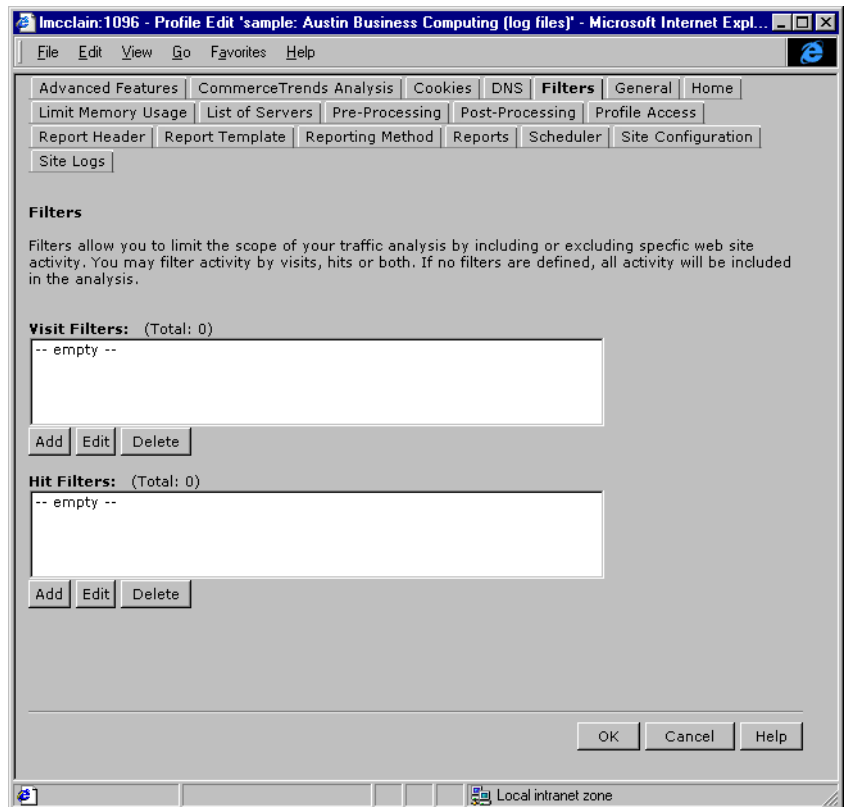 lmcclain:1096 - Profile Edit 'sample: Austin Business Computing (log files)' - Microsoft Internet Expl...
File Edit View Go Favorites Help
Advanced Features CommerceTrends Analysis Cookies DNS Filters General Home
Limit Memory Usage List of Servers Pre-Processing Post-Processing Profile Access
Report Header Report Template Reporting Method Reports Scheduler Site Configuration
Site Logs
Filters
Filters allow you to limit the scope of your traffic analysis by including or excluding specfic web site
activity. You may filter activity by visits, hits or both. If no filters are defined, all activity will be included
in the analysis.
Visit Filters: (Total: 0)
-- empty --
Add Edit Delete
Hit Filters: (Total: 0)
-- empty --
Add Edit Delete
OK Cancel Help
Local intranet zone